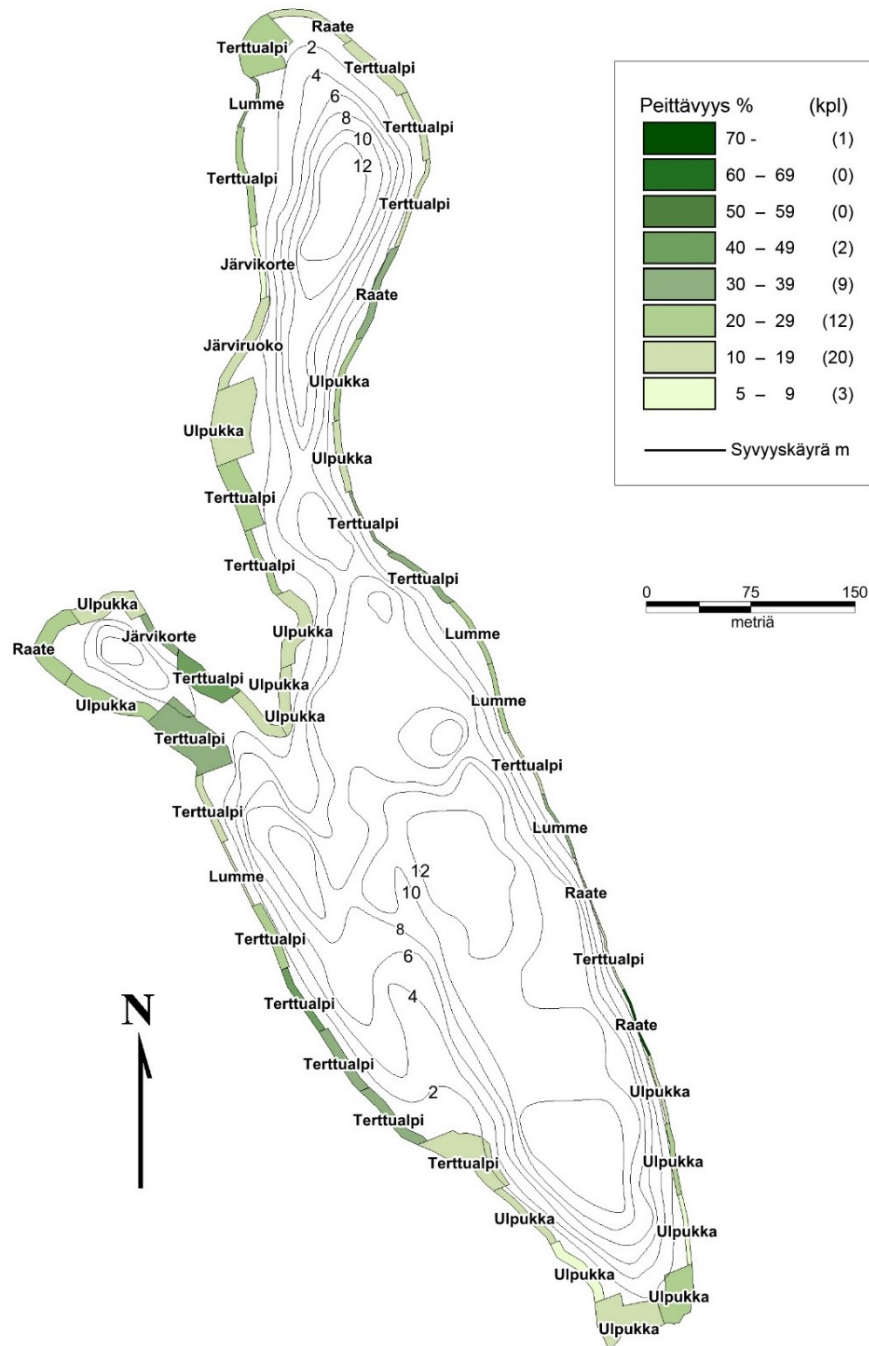 Raate
2
Terttualpi
4
Terttualpi
Lumme
6
8
Terttualpi
10
12
Terttualpi
Terttualpi
Järvikorte
Raate
Järviruoko
Ulpukka
Ulpukka
Ulpukka
Terttualpi
Terttualpi
Terttualpi
Terttualpi
Ulpukka
Järvikorte
Ulpukka
Lumme
Raate
Terttualpi
Ulpukka
Ulpukka
Lumme
Ulpukka
Terttualpi
Terttualpi
Terttualpi
Lumme
12
Lumme
10
Raate
8
Terttualpi
6
Terttualpi
4
Terttualpi
Raate
Terttualpi
2
Ulpukka
Terttualpi
Terttualpi
Ulpukka
Ulpukka
Ulpukka
Ulpukka
Ulpukka
Ulpukka
Peittävyys % (kpl)
70 - (1)
60 – 69 (0)
50 – 59 (0)
40 – 49 (2)
30 – 39 (9)
20 – 29 (12)
10 – 19 (20)
5 – 9 (3)
Syvyyskäyrä m
0 75 150
metriä
N